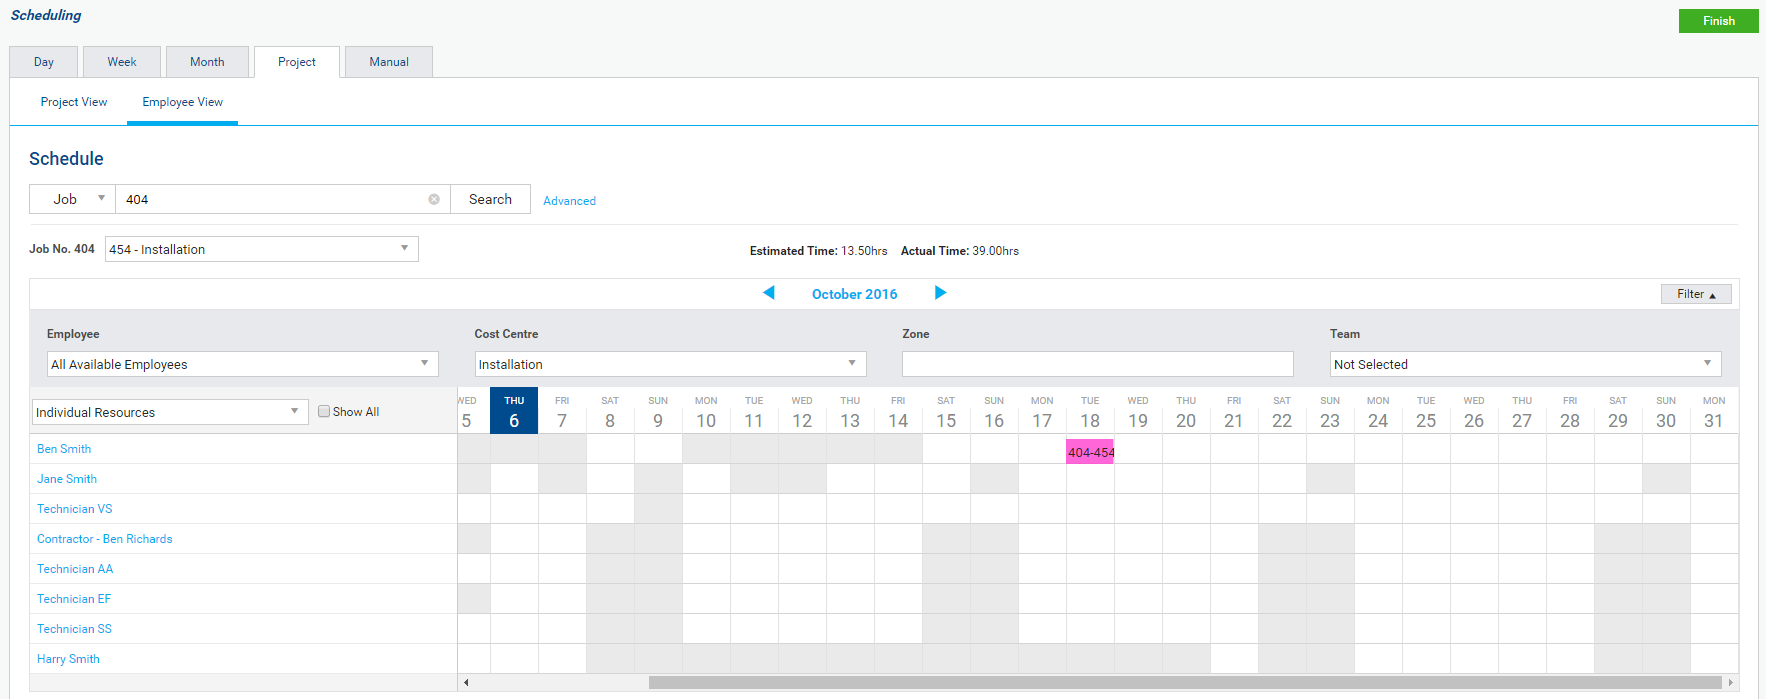 Scheduling
Finish
Day Week Month Project Manual
Project View Employee View
Schedule
Job 404 Search Advanced
Job No. 404 454 - Installation Estimated Time: 13.50hrs Actual Time: 39.00hrs
October 2016 Filter
Employee Cost Centre Zone Team
All Available Employees Installation Not Selected
WED THU FRI SAT SUN MON TUE WED THU FRI SAT SUN MON TUE WED THU FRI SAT SUN MON TUE WED THU FRI SAT SUN MON
Individual Resources Show All 5 6 7 8 9 10 11 12 13 14 15 16 17 18 19 20 21 22 23 24 25 26 27 28 29 30 31
Ben Smith 404-454
Jane Smith
Technician VS
Contractor - Ben Richards
Technician AA
Technician EF
Technician SS
Harry Smith